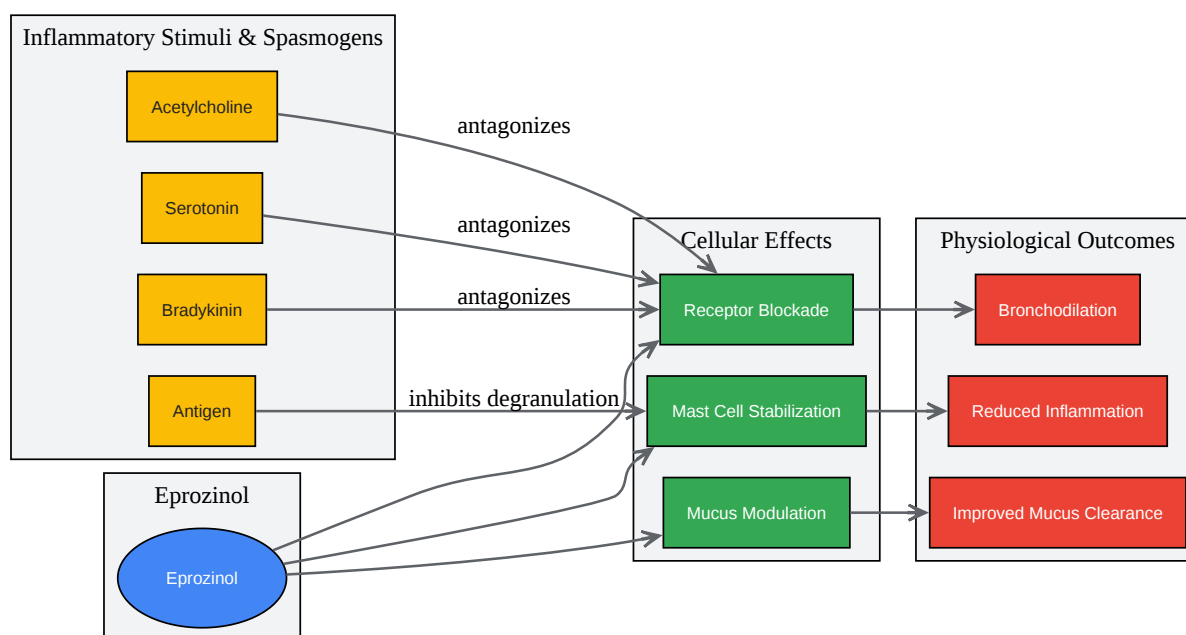 Inflammatory Stimuli & Spasmogens
Acetylcholine
antagonizes
Serotonin
antagonizes
Bradykinin
antagonizes
Antigen
inhibits degranulation
Eprozinol
Eprozinol
Cellular Effects
Receptor Blockade
Mast Cell Stabilization
Mucus Modulation
Physiological Outcomes
Bronchodilation
Reduced Inflammation
Improved Mucus Clearance